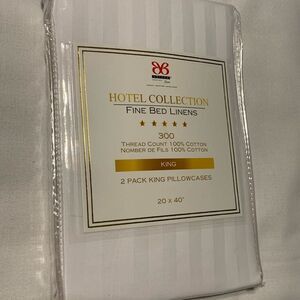 HOTEL COLLECTION
FINE BED LINENS
300
THREAD COUNT 100% COTTON
NOMBER DE FILS 100% COTTON
KING
2 PACK KING PILLOWCASES
20 x 40"